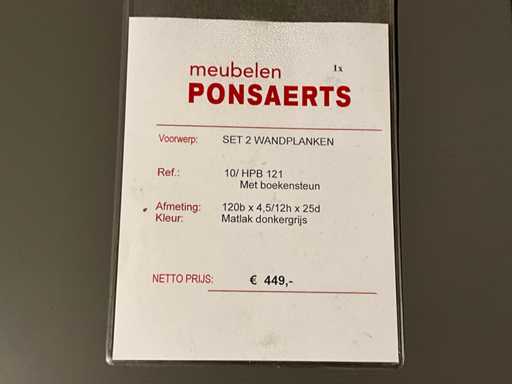 meubelen 1x
PONSAERTS
Voorwerp: SET 2 WANDPLANKEN
Ref.: 10/ HPB 121
Met boekensteun
Afmeting: 120b x 4,5/12h x 25d
Kleur: Matlak donkergrijs
NETTO PRIJS: € 449,-